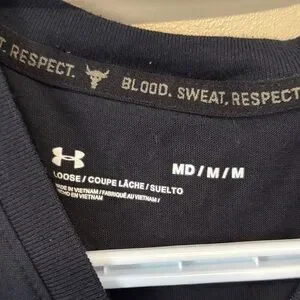 . RESPECT. BLOOD. SWEAT. RESPECT
MD / M / M
LOOSE / COUPE LÂCHE / SUELTO
MADE IN VIETNAM / FABRIQUÉ AU VIETNAM /
HECHO EN VIETNAM